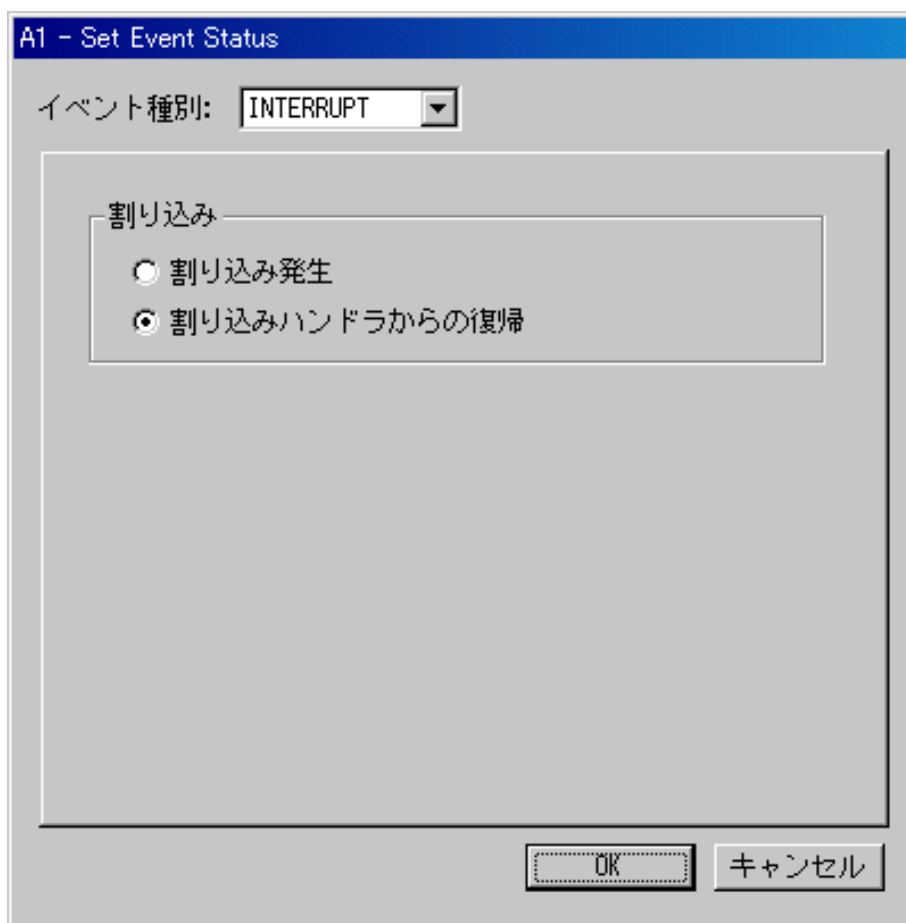 A1 - Set Event Status
イベント種別: INTERRUPT
割り込み
割り込み発生
割り込みハンドラからの復帰
OK キャンセル